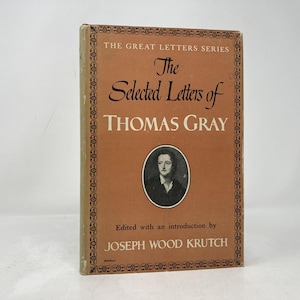 THE GREAT LETTERS SERIES
The
Selected Letters of
THOMAS GRAY
Edited with an introduction by
JOSEPH WOOD KRUTCH